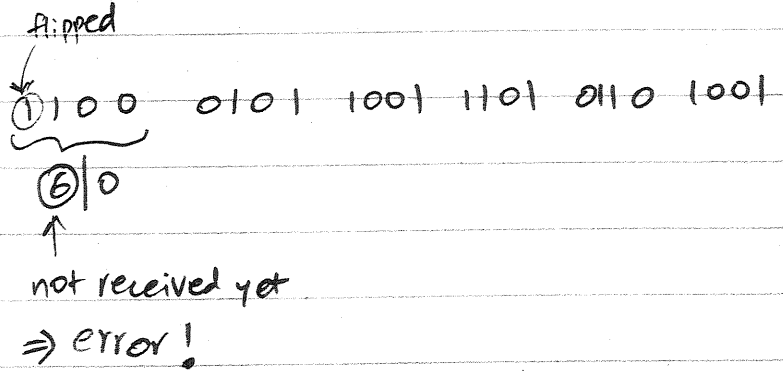 flipped
1100 0101 1001 1101 0110 1001
6|0
not received yet
⇒ error!